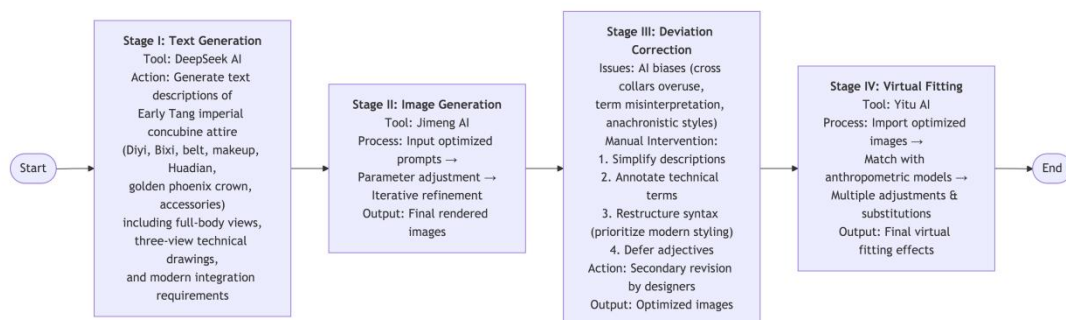 Start
Stage I: Text Generation
Tool: DeepSeek AI
Action: Generate text
descriptions of
Early Tang imperial
concubine attire
(Diyi, Bixi, belt, makeup,
Huadian,
golden phoenix crown,
accessories)
including full-body views,
three-view technical
drawings,
and modern integration
requirements
Stage II: Image Generation
Tool: Jimeng AI
Process: Input optimized
prompts →
Parameter adjustment →
Iterative refinement
Output: Final rendered
images
Stage III: Deviation
Correction
Issues: AI biases (cross
collars overuse,
term misinterpretation,
anachronistic styles)
Manual Intervention:
1. Simplify descriptions
2. Annotate technical
terms
3. Restructure syntax
(prioritize modern styling)
4. Defer adjectives
Action: Secondary revision
by designers
Output: Optimized images
Stage IV: Virtual Fitting
Tool: Yitu AI
Process: Import optimized
images →
Match with
anthropometric models →
Multiple adjustments &
substitutions
Output: Final virtual
fitting effects
End